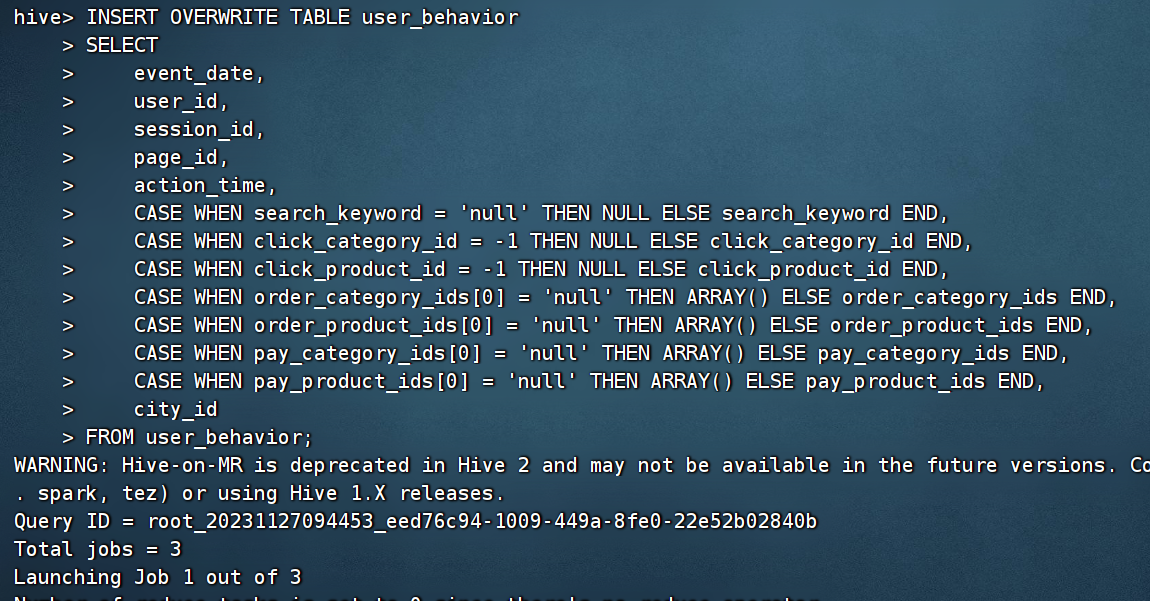 hive> INSERT OVERWRITE TABLE user_behavior
    > SELECT
    >     event_date,
    >     user_id,
    >     session_id,
    >     page_id,
    >     action_time,
    >     CASE WHEN search_keyword = 'null' THEN NULL ELSE search_keyword END,
    >     CASE WHEN click_category_id = -1 THEN NULL ELSE click_category_id END,
    >     CASE WHEN click_product_id = -1 THEN NULL ELSE click_product_id END,
    >     CASE WHEN order_category_ids[0] = 'null' THEN ARRAY() ELSE order_category_ids END,
    >     CASE WHEN order_product_ids[0] = 'null' THEN ARRAY() ELSE order_product_ids END,
    >     CASE WHEN pay_category_ids[0] = 'null' THEN ARRAY() ELSE pay_category_ids END,
    >     CASE WHEN pay_product_ids[0] = 'null' THEN ARRAY() ELSE pay_product_ids END,
    >     city_id
    > FROM user_behavior;
WARNING: Hive-on-MR is deprecated in Hive 2 and may not be available in the future versions. Co
. spark, tez) or using Hive 1.X releases.
Query ID = root_20231127094453_eed76c94-1009-449a-8fe0-22e52b02840b
Total jobs = 3
Launching Job 1 out of 3